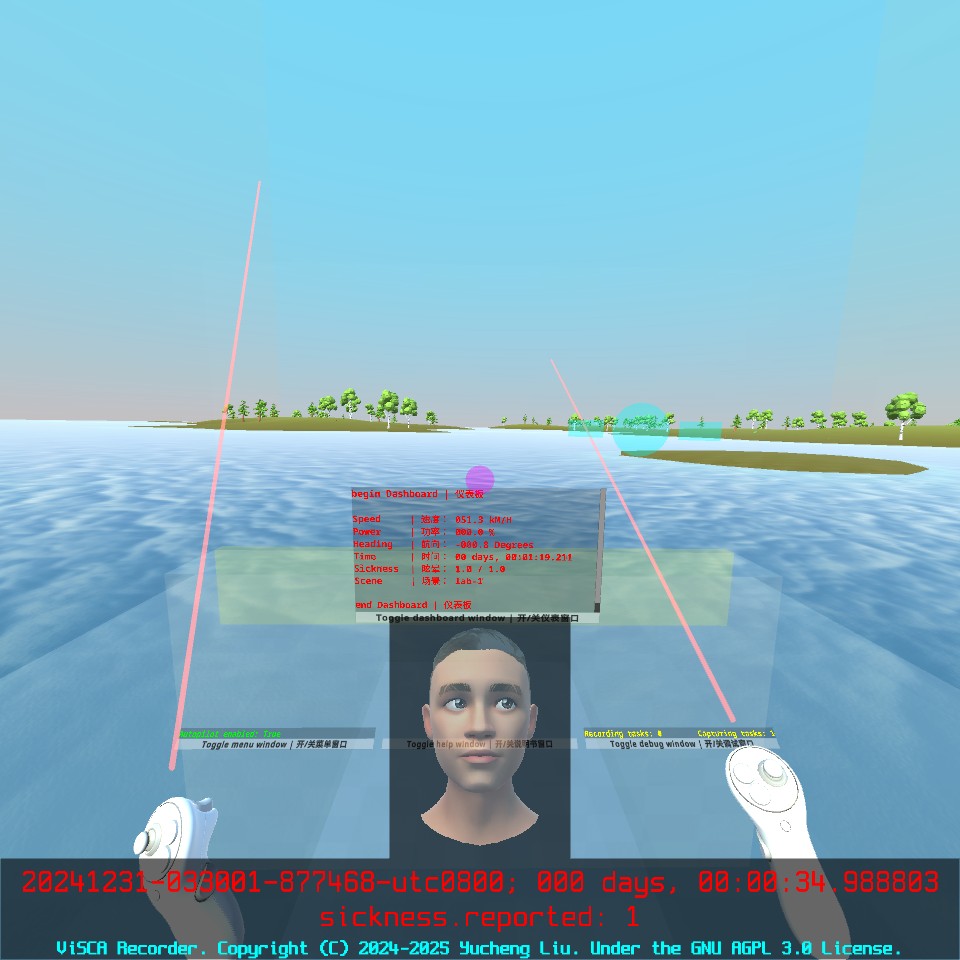 begin Dashboard | 仪表板
Speed | 速度： 051.3 kM/H
Power | 功率： 000.0 %
Heading | 航向： -000.8 Degrees
Time | 时间： 00 days, 00:01:19.211
Sickness | 眩晕： 1.0 / 1.0
Scene | 场景： lab-1
end Dashboard | 仪表板
Toggle dashboard window | 开/关仪表窗口
Autopilot enabled: True
Recording tasks: 0 Capturing tasks: 1
Toggle menu window | 开/关菜单窗口
Toggle help window | 开/关说明书窗口
Toggle debug window | 开/关调试窗口
20241231-033001-877468-utc0800; 000 days, 00:00:34.988803
sickness.reported: 1
ViSCA Recorder. Copyright (C) 2024-2025 Yucheng Liu. Under the GNU AGPL 3.0 License.